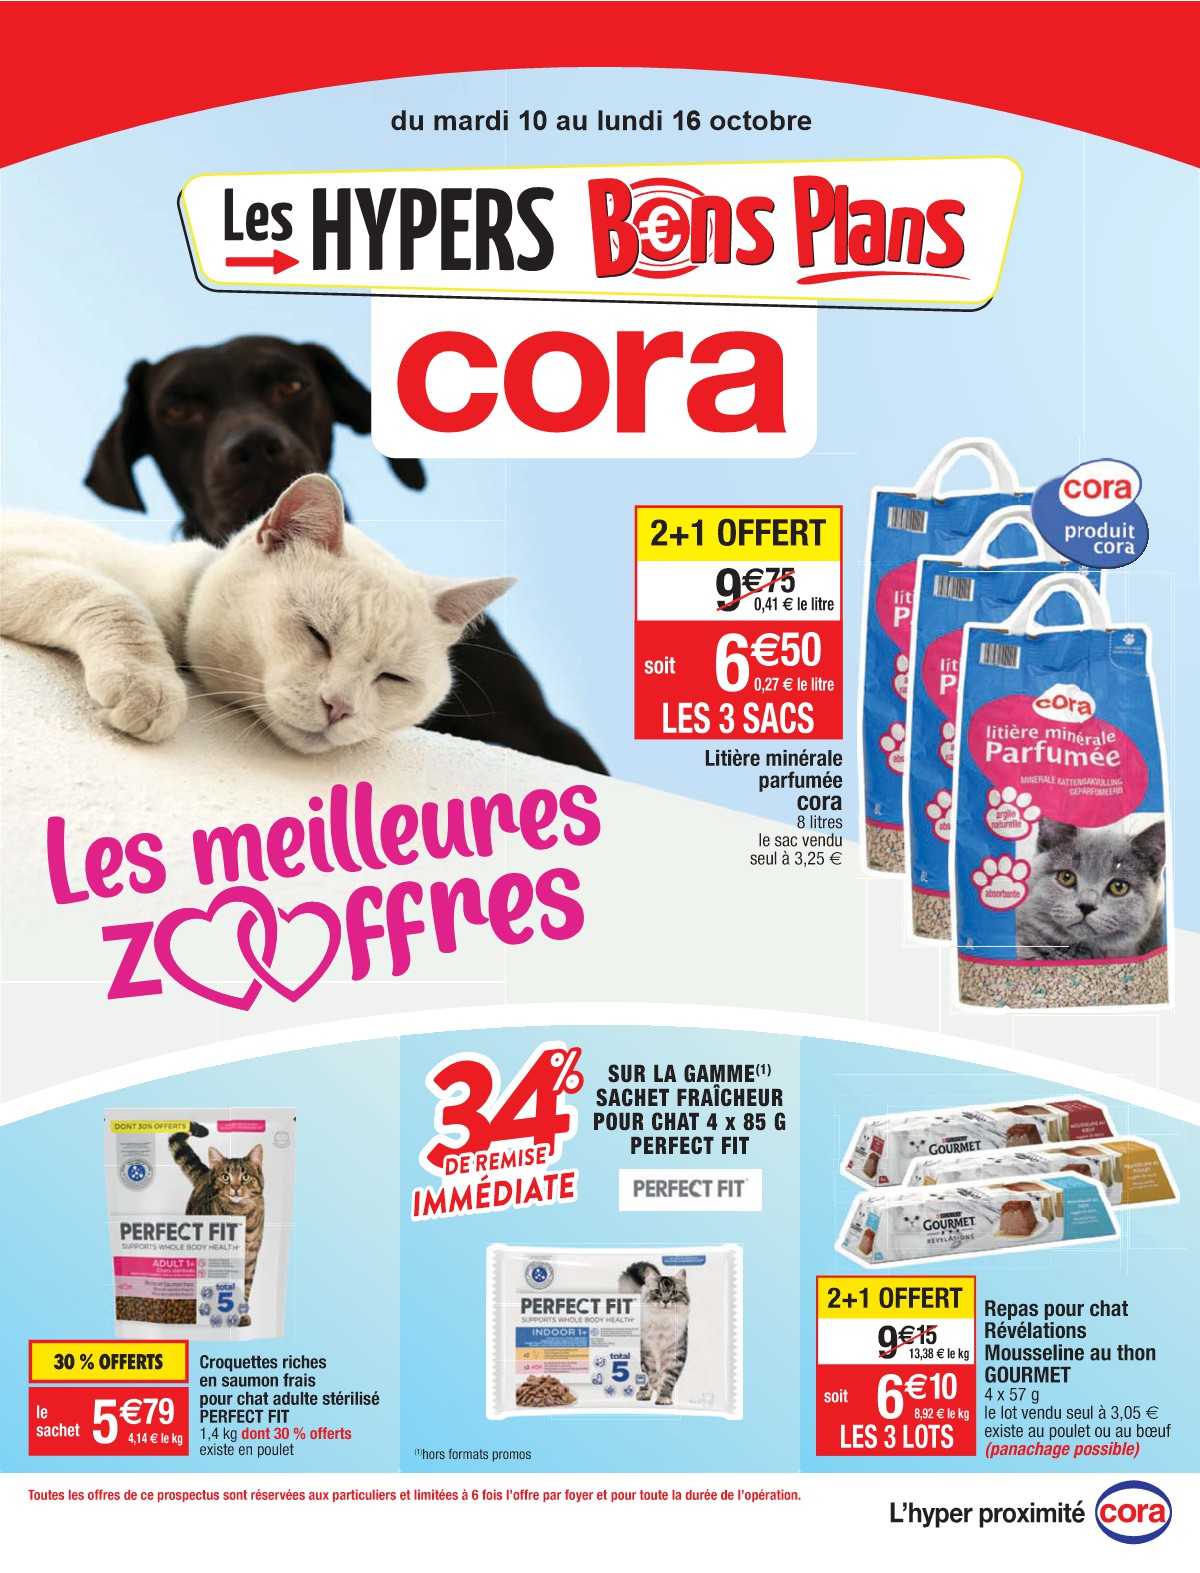 du mardi 10 au lundi 16 octobre
Les HYPERS Bons Plans
cora
2+1 OFFERT
9€75
0,41 € le litre
soit
6€50
0,27 € le litre
LES 3 SACS
Litière minérale
parfumée
cora
8 litres
le sac vendu
seul à 3,25 €
cora
produit
cora
cora
litière minérale
Parfumée
MINERALE KATTENBAKVULLING
GEPARFUMEERD
argile
naturelle
absorbante
Les meilleures
zooffres
DONT 30% OFFERTS
PERFECT FIT
SUPPORTS WHOLE BODY HEALTH
ADULT 1+
total
5
30 % OFFERTS
le
sachet
5€79
4,14 € le kg
Croquettes riches
en saumon frais
pour chat adulte stérilisé
PERFECT FIT
1,4 kg dont 30 % offerts
existe en poulet
34%
DE REMISE
IMMÉDIATE
SUR LA GAMME(1)
SACHET FRAÎCHEUR
POUR CHAT 4 x 85 G
PERFECT FIT
PERFECT FIT
PERFECT FIT
SUPPORTS WHOLE BODY HEALTH
INDOOR 1+
total
5
(1)hors formats promos
GOURMET
PURINA
GOURMET
RÉVÉLATIONS
2+1 OFFERT
9€15
13,38 € le kg
soit
6€10
8,92 € le kg
LES 3 LOTS
Repas pour chat
Révélations
Mousseline au thon
GOURMET
4 x 57 g
le lot vendu seul à 3,05 €
existe au poulet ou au bœuf
(panachage possible)
Toutes les offres de ce prospectus sont réservées aux particuliers et limitées à 6 fois l'offre par foyer et pour toute la durée de l'opération.
L'hyper proximité cora